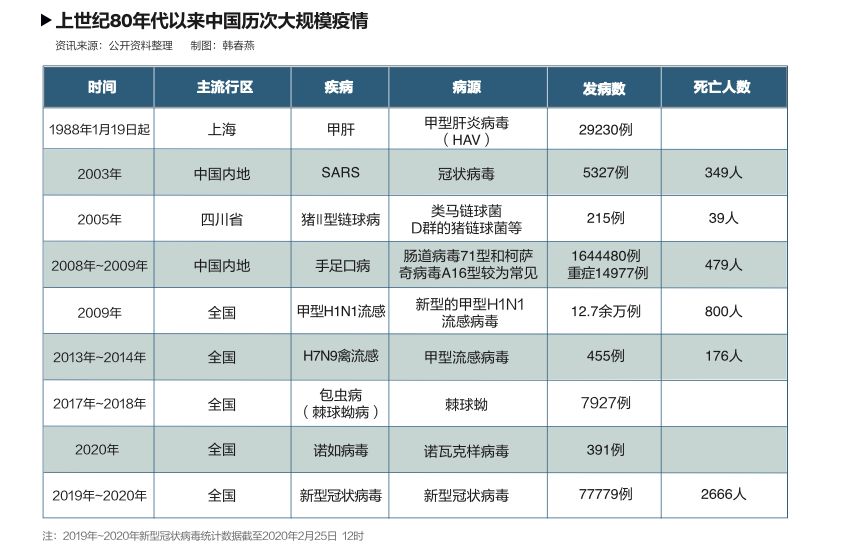 ▶上世纪80年代以来中国历次大规模疫情
资讯来源：公开资料整理 制图：韩春燕
时间 主流行区 疾病 病源 发病数 死亡人数
1988年1月19日起 上海 甲肝 甲型肝炎病毒 29230例
（HAV）
2003年 中国内地 SARS 冠状病毒 5327例 349人
2005年 四川省 猪II型链球病 类马链球菌 215例 39人
D群的猪链球菌等
2008年~2009年 中国内地 手足口病 肠道病毒71型和柯萨 1644480例 479人
奇病毒A16型较为常见 重症14977例
2009年 全国 甲型H1N1流感 新型的甲型H1N1 12.7余万例 800人
流感病毒
2013年~2014年 全国 H7N9禽流感 甲型流感病毒 455例 176人
2017年~2018年 全国 包虫病 棘球蚴 7927例
（棘球蚴病）
2020年 全国 诺如病毒 诺瓦克样病毒 391例
2019年~2020年 全国 新型冠状病毒 新型冠状病毒 77779例 2666人
注：2019年~2020年新型冠状病毒统计数据截至2020年2月25日 12时